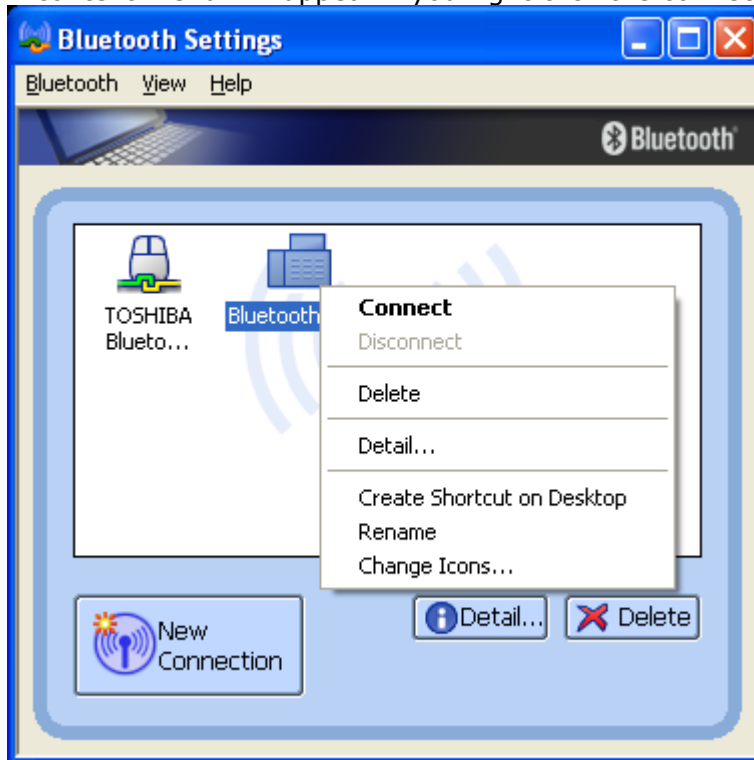 Bluetooth Settings
Bluetooth View Help
Bluetooth
TOSHIBA
Blueto...
Bluetooth
Connect
Disconnect
Delete
Detail...
Create Shortcut on Desktop
Rename
Change Icons...
New
Connection
Detail...
Delete